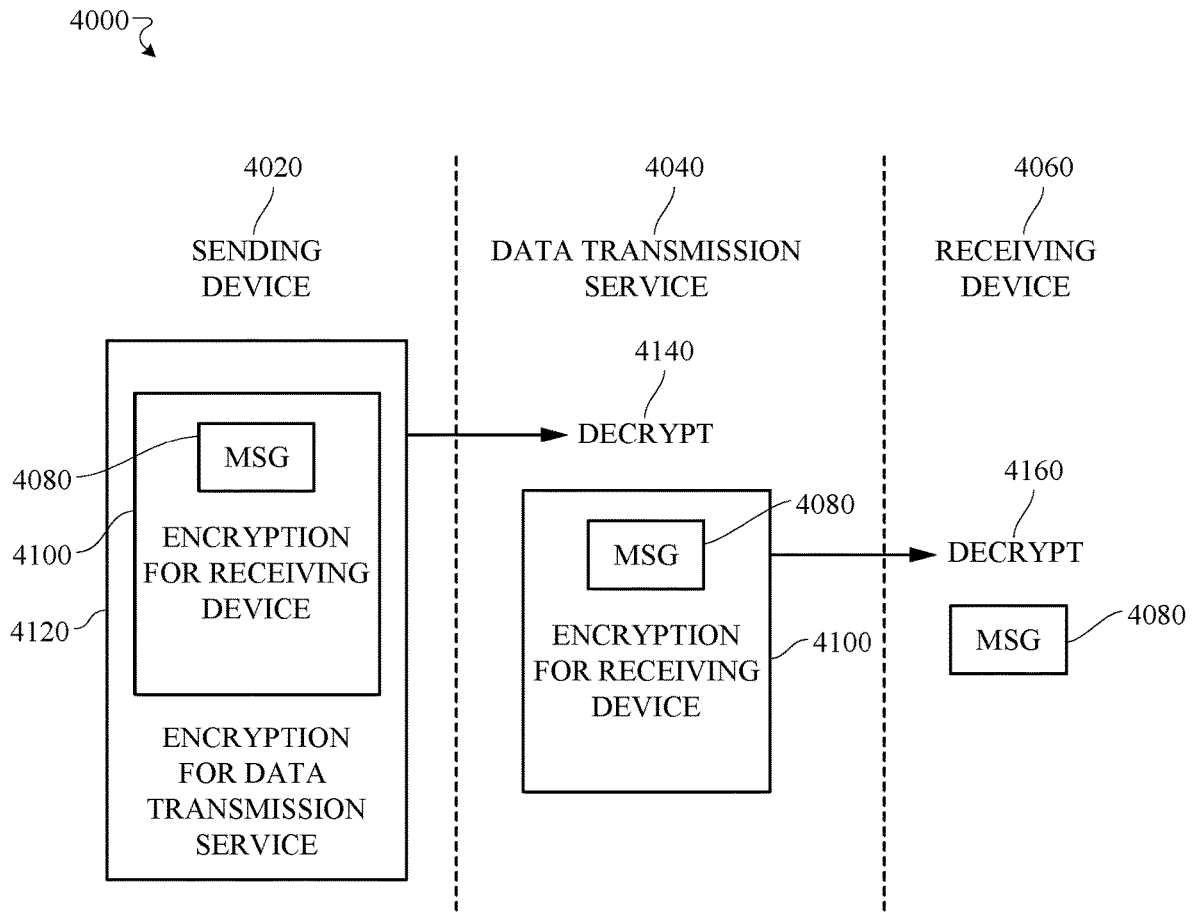 4000
4020
SENDING
DEVICE
4040
DATA TRANSMISSION
SERVICE
4060
RECEIVING
DEVICE
4080
MSG
4100
ENCRYPTION
FOR RECEIVING
DEVICE
4120
ENCRYPTION
FOR DATA
TRANSMISSION
SERVICE
4140
DECRYPT
MSG
4080
ENCRYPTION
FOR RECEIVING
DEVICE
4100
4160
DECRYPT
MSG
4080